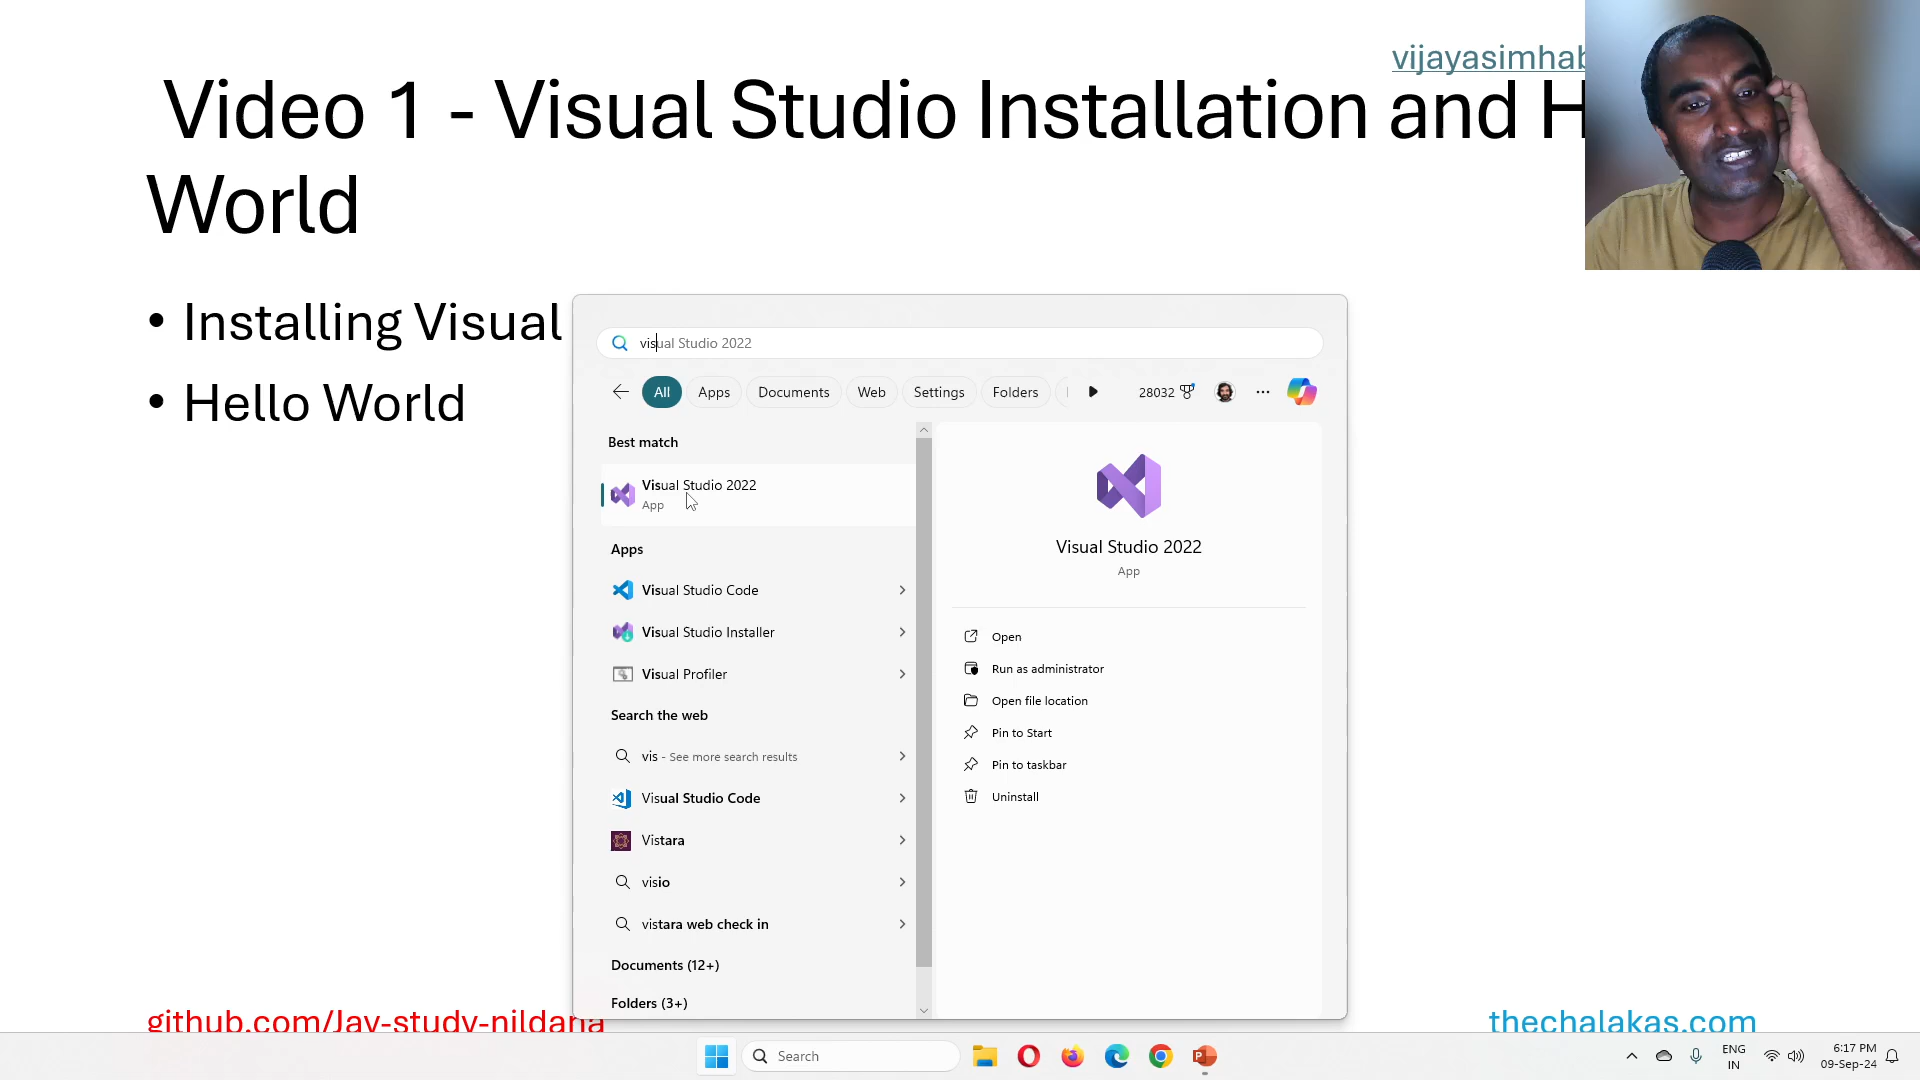 vijayasimhab
Video 1 - Visual Studio Installation and H
World
• Installing Visual
• Hello World
visual Studio 2022
All
Apps
Documents
Web
Settings
Folders
28032
Best match
Visual Studio 2022
App
Apps
Visual Studio Code
Visual Studio Installer
Visual Profiler
Search the web
vis - See more search results
Visual Studio Code
Vistara
visio
vistara web check in
Documents (12+)
Folders (3+)
Visual Studio 2022
App
Open
Run as administrator
Open file location
Pin to Start
Pin to taskbar
Uninstall
github.com/Jay-study-nildana
thechalakas.com
Search
ENG
IN
6:17 PM
09-Sep-24